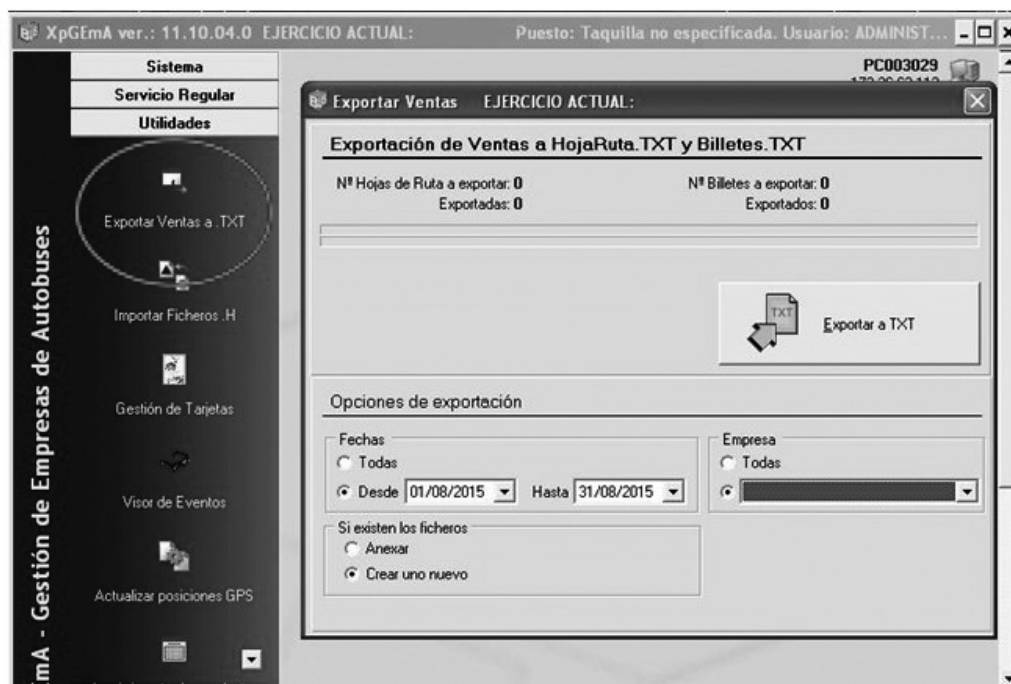 XpGEmA ver.: 11.10.04.0 EJERCICIO ACTUAL: Puesto: Taquilla no especificada. Usuario: ADMINIST...
Sistema
Servicio Regular
Utilidades
Exportar Ventas a .TXT
Importar Ficheros .H
Gestión de Tarjetas
Visor de Eventos
Actualizar posiciones GPS
mA - Gestión de Empresas de Autobuses
PC003029
Exportar Ventas EJERCICIO ACTUAL:
Exportación de Ventas a HojaRuta.TXT y Billetes.TXT
Nº Hojas de Ruta a exportar: 0 Nº Billetes a exportar: 0
Exportadas: 0 Exportados: 0
TXT
Exportar a TXT
Opciones de exportación
Fechas
Todas
Desde 01/08/2015 Hasta 31/08/2015
Empresa
Todas
Si existen los ficheros
Anexar
Crear uno nuevo